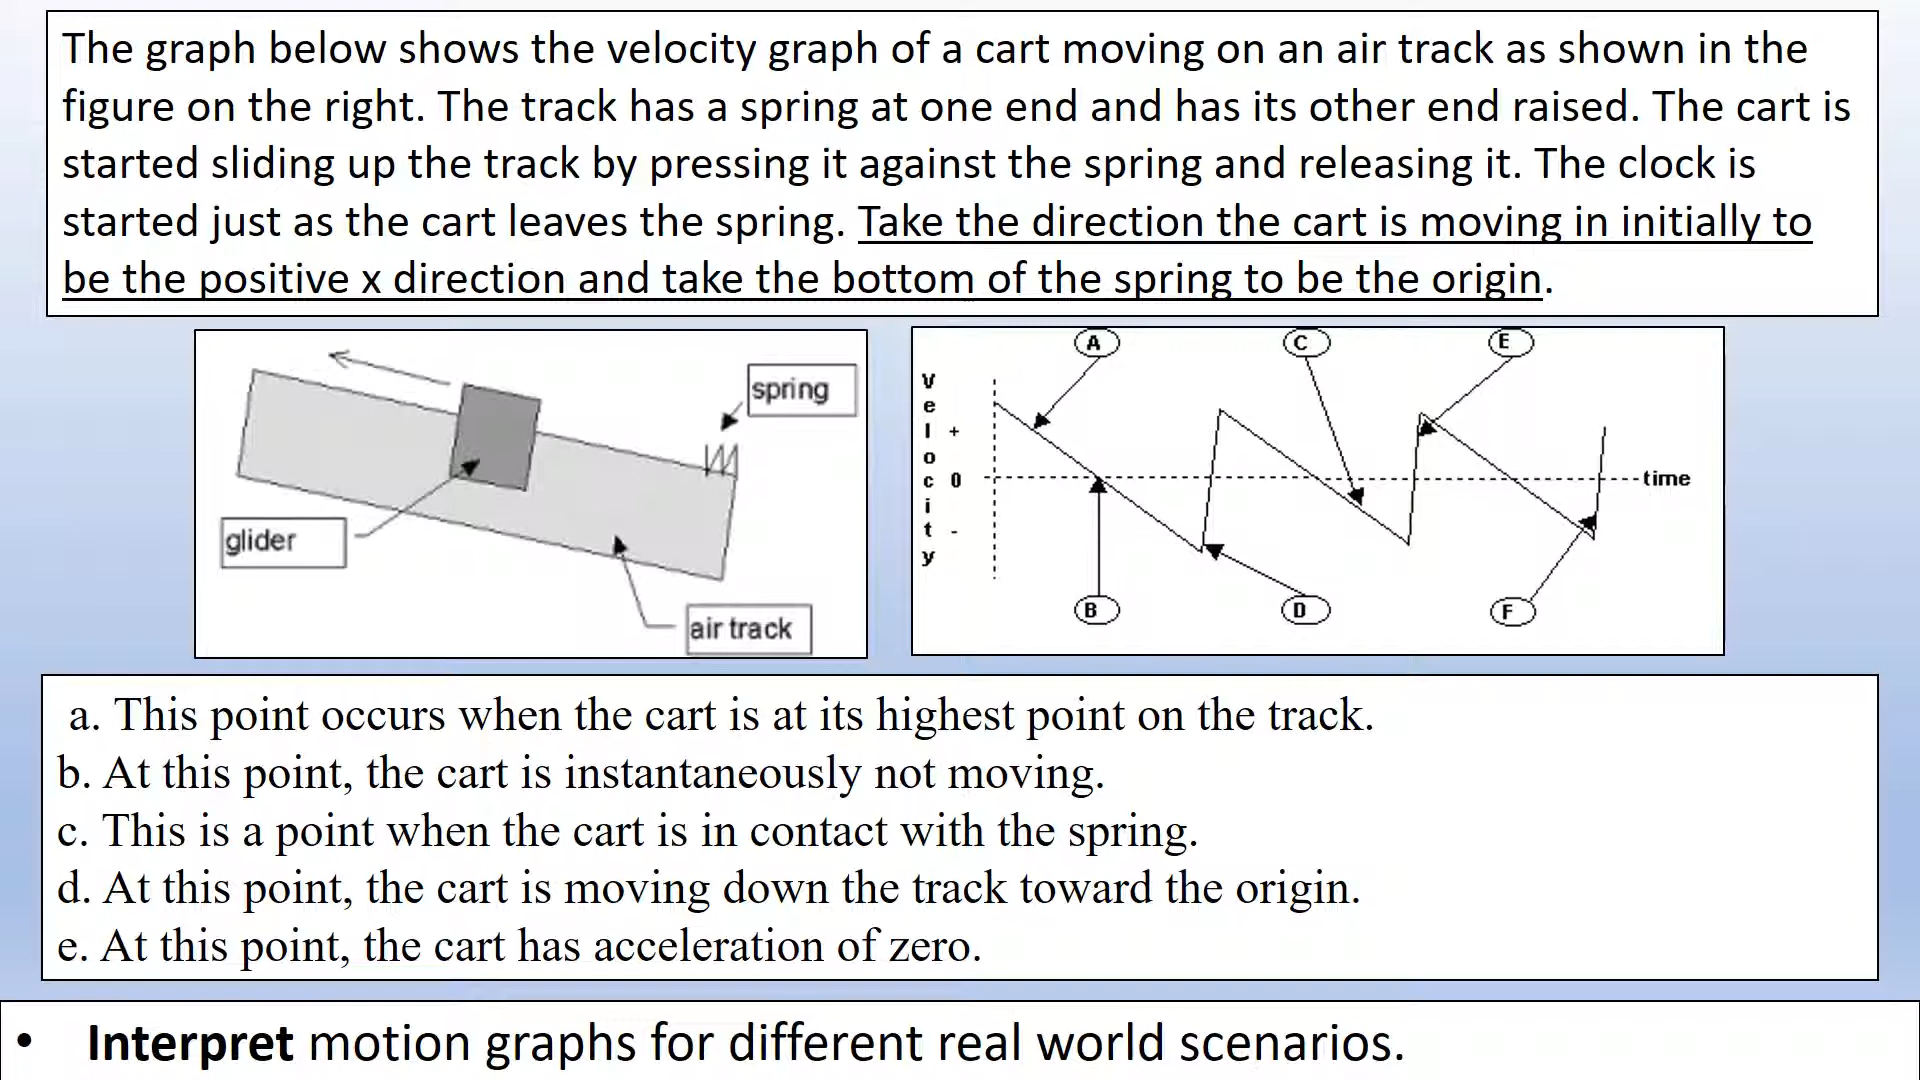 The graph below shows the velocity graph of a cart moving on an air track as shown in the
figure on the right. The track has a spring at one end and has its other end raised. The cart is
started sliding up the track by pressing it against the spring and releasing it. The clock is
started just as the cart leaves the spring. Take the direction the cart is moving in initially to
be the positive x direction and take the bottom of the spring to be the origin.
spring
glider
air track
A
C
E
Velocity
+
0
-
time
B
D
F
a. This point occurs when the cart is at its highest point on the track.
b. At this point, the cart is instantaneously not moving.
c. This is a point when the cart is in contact with the spring.
d. At this point, the cart is moving down the track toward the origin.
e. At this point, the cart has acceleration of zero.
• Interpret motion graphs for different real world scenarios.